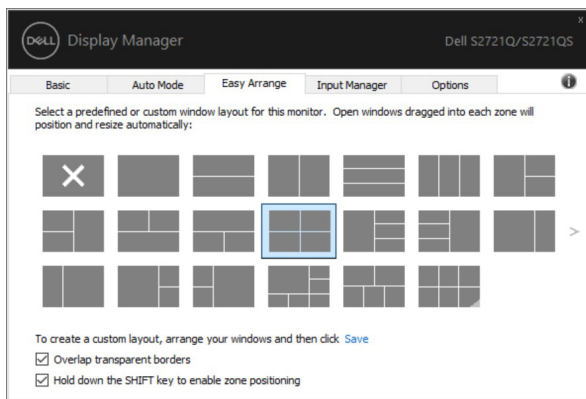 x
DELL Display Manager Dell S2721Q/S2721QS
Basic Auto Mode Easy Arrange Input Manager Options i
Select a predefined or custom window layout for this monitor. Open windows dragged into each zone will
position and resize automatically:
>
To create a custom layout, arrange your windows and then click Save
Overlap transparent borders
Hold down the SHIFT key to enable zone positioning